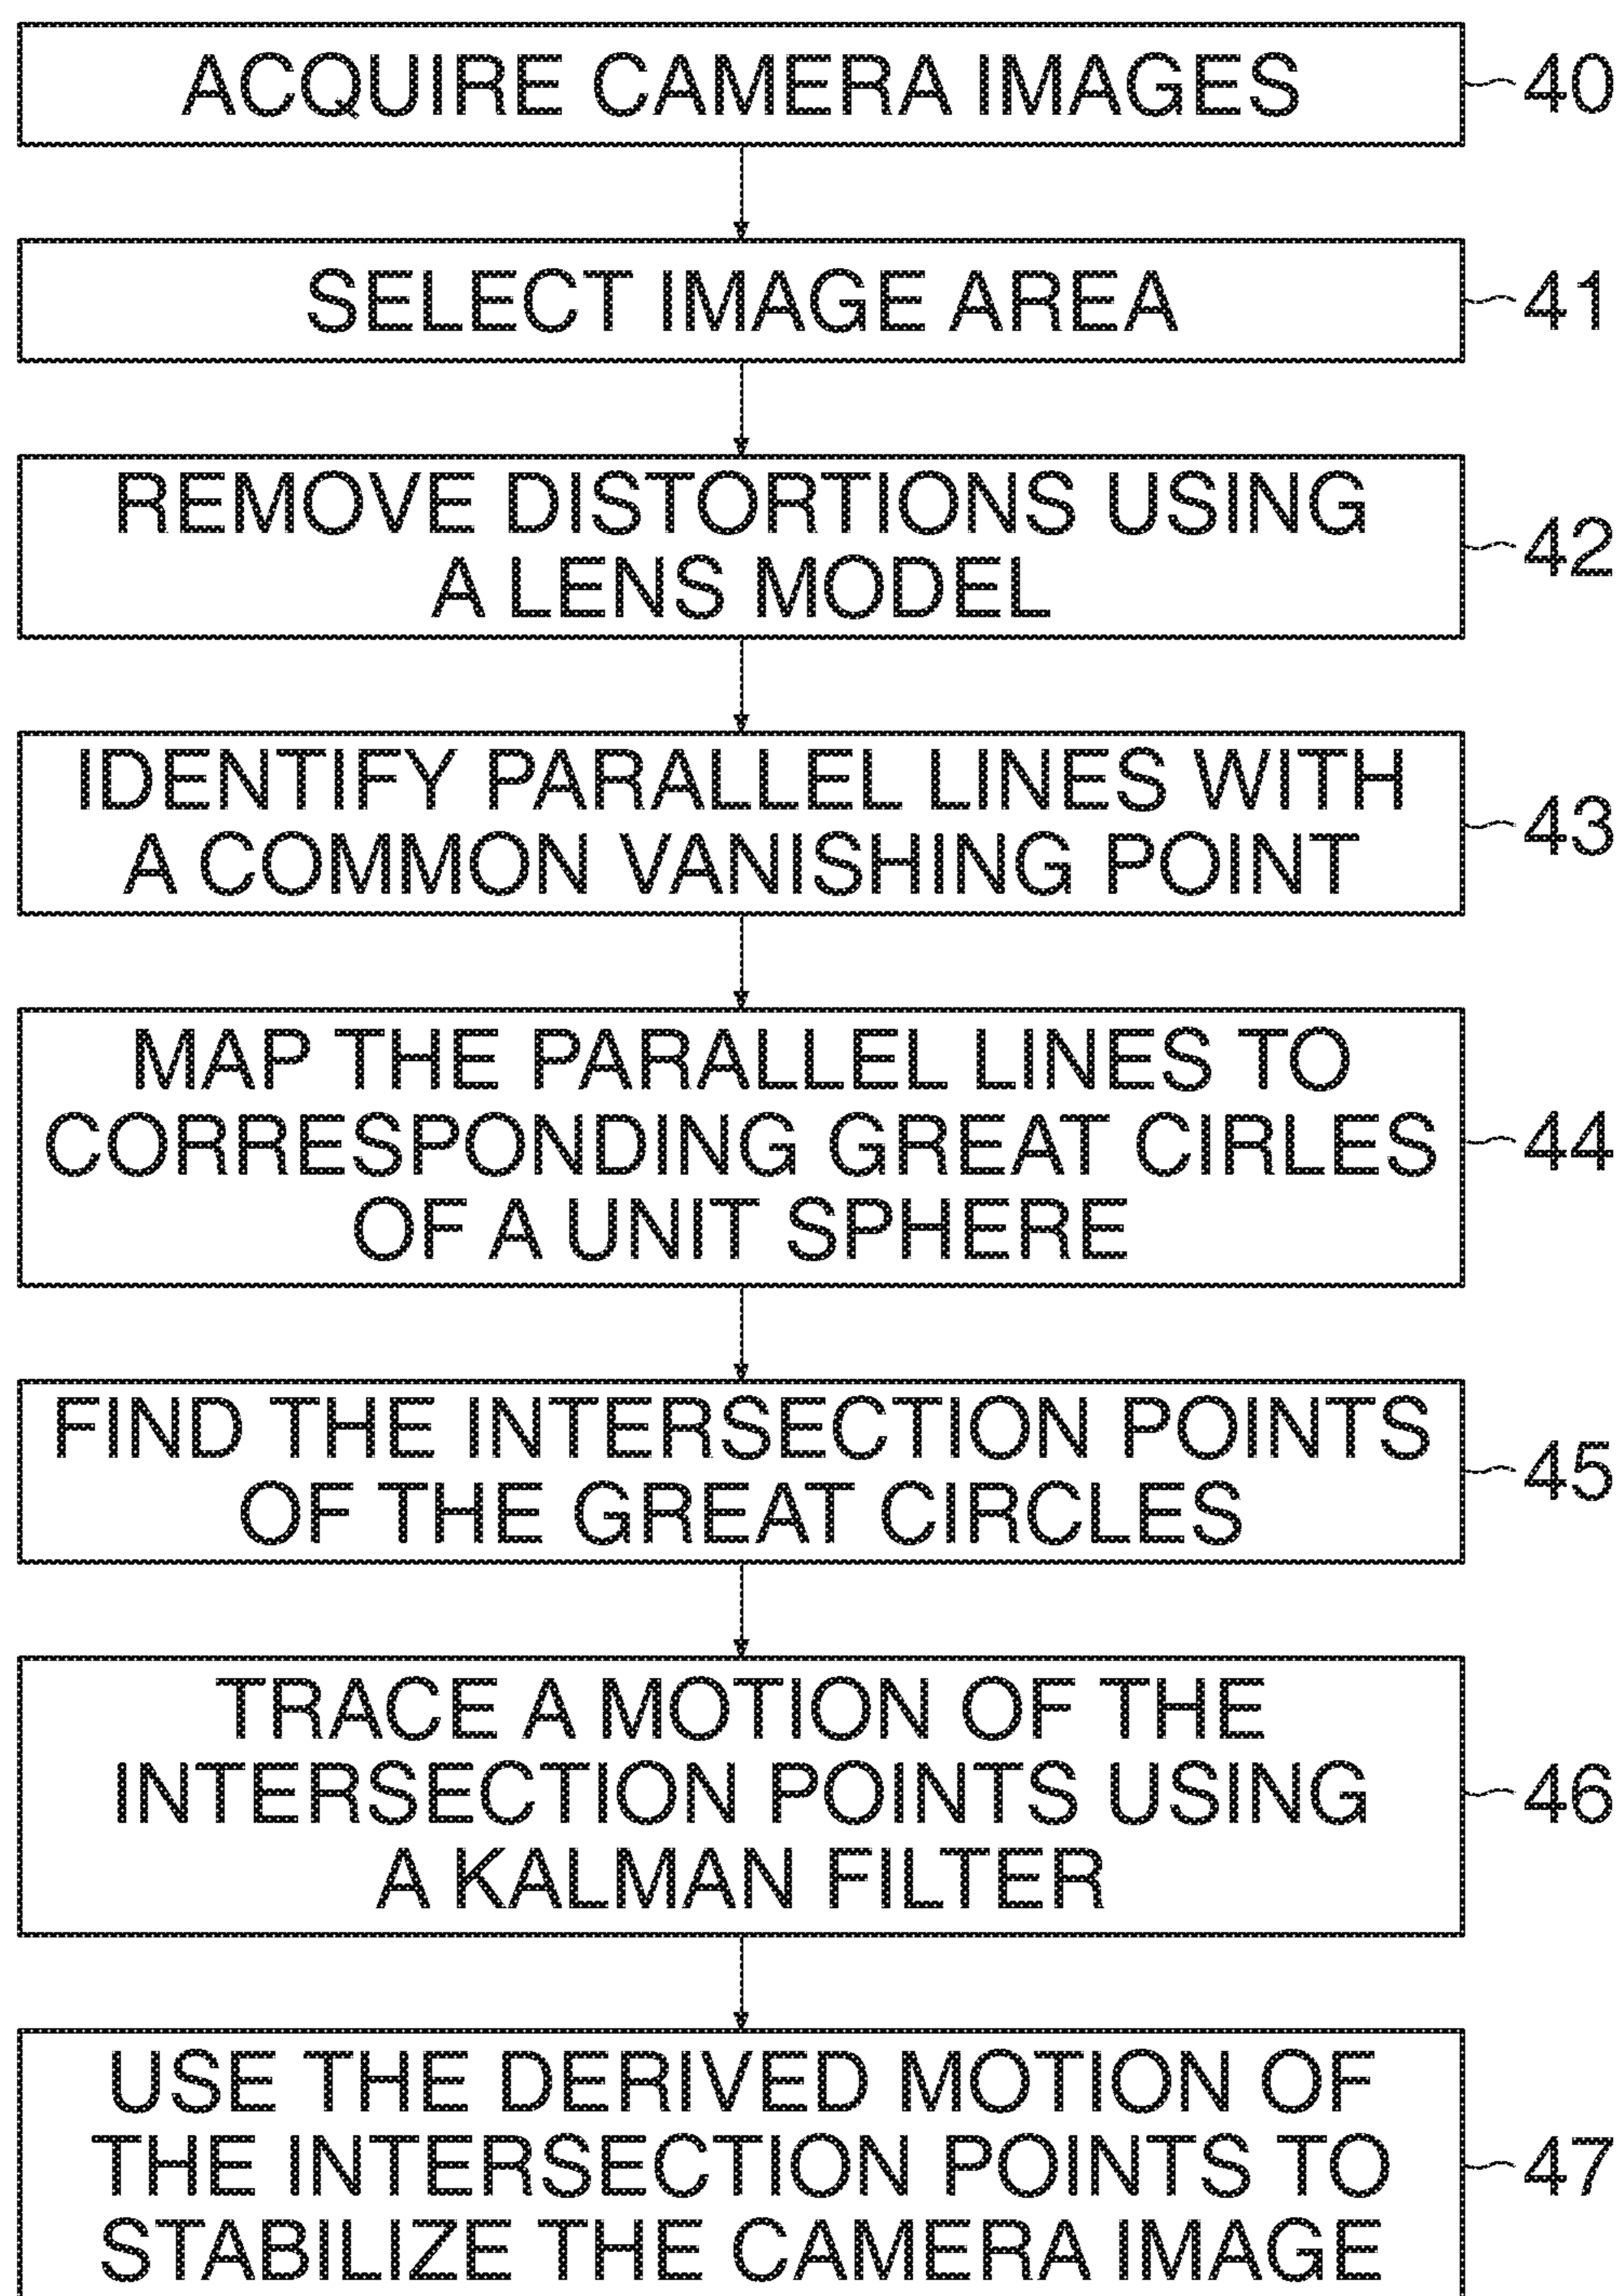 ACQUIRE CAMERA IMAGES
40
SELECT IMAGE AREA
41
REMOVE DISTORTIONS USING
A LENS MODEL
42
IDENTIFY PARALLEL LINES WITH
A COMMON VANISHING POINT
43
MAP THE PARALLEL LINES TO
CORRESPONDING GREAT CIRLES
OF A UNIT SPHERE
44
FIND THE INTERSECTION POINTS
OF THE GREAT CIRCLES
45
TRACE A MOTION OF THE
INTERSECTION POINTS USING
A KALMAN FILTER
46
USE THE DERIVED MOTION OF
THE INTERSECTION POINTS TO
STABILIZE THE CAMERA IMAGE
47